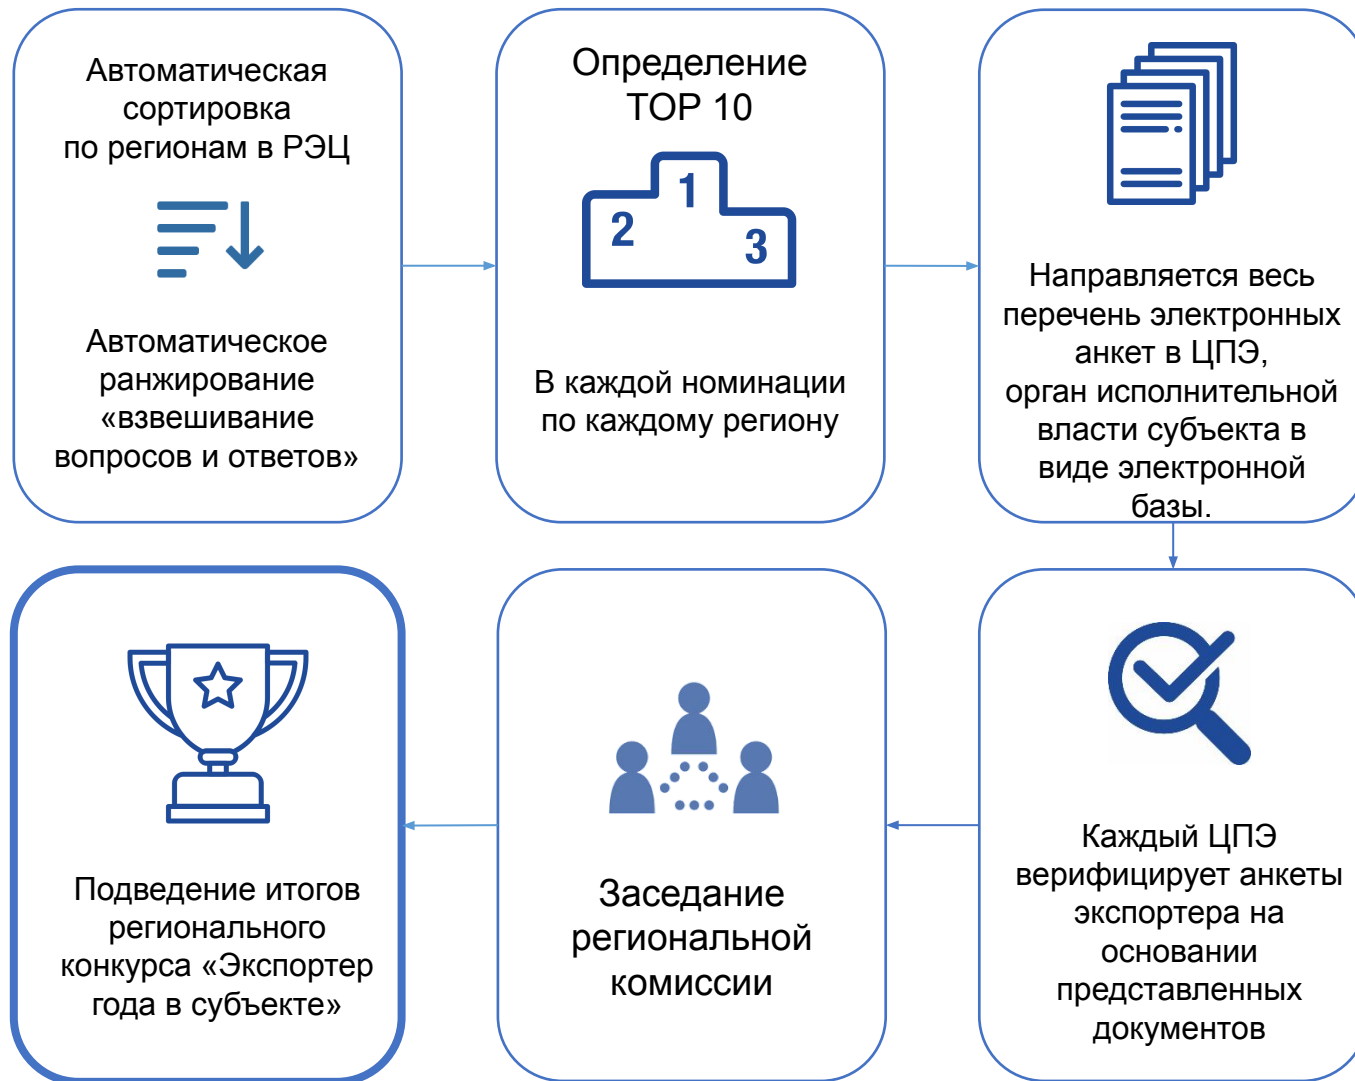 Автоматическая
сортировка
по регионам в РЭЦ
Автоматическое
ранжирование
«взвешивание
вопросов и ответов»
Определение
TOP 10
1
2
3
В каждой номинации
по каждому региону
Направляется весь
перечень электронных
анкет в ЦПЭ,
орган исполнительной
власти субъекта в
виде электронной
базы.
Каждый ЦПЭ
верифицирует анкеты
экспортера на
основании
представленных
документов
Заседание
региональной
комиссии
Подведение итогов
регионального
конкурса «Экспортер
года в субъекте»